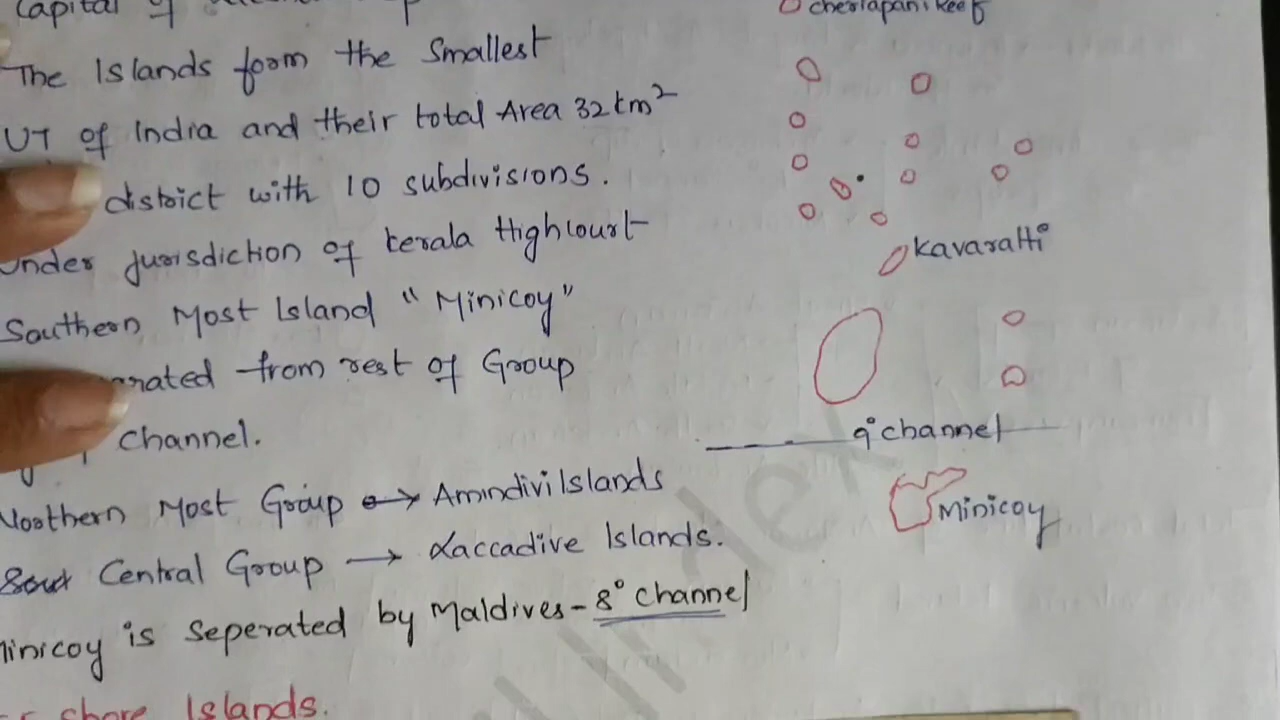 Capital of
The Islands form the Smallest
UT of India and their total Area 32 km²
district with 10 subdivisions.
Under jurisdiction of Kerala Highcourt
Southern Most Island "Minicoy"
from rest of Group
channel.
Northern Most Group → Amindivi Islands
Central Group → Laccadive Islands.
Minicoy is seperated by Maldives - 8° channel
shore Islands.
cheriapani reef
Kavaratti
9° channel
Minicoy